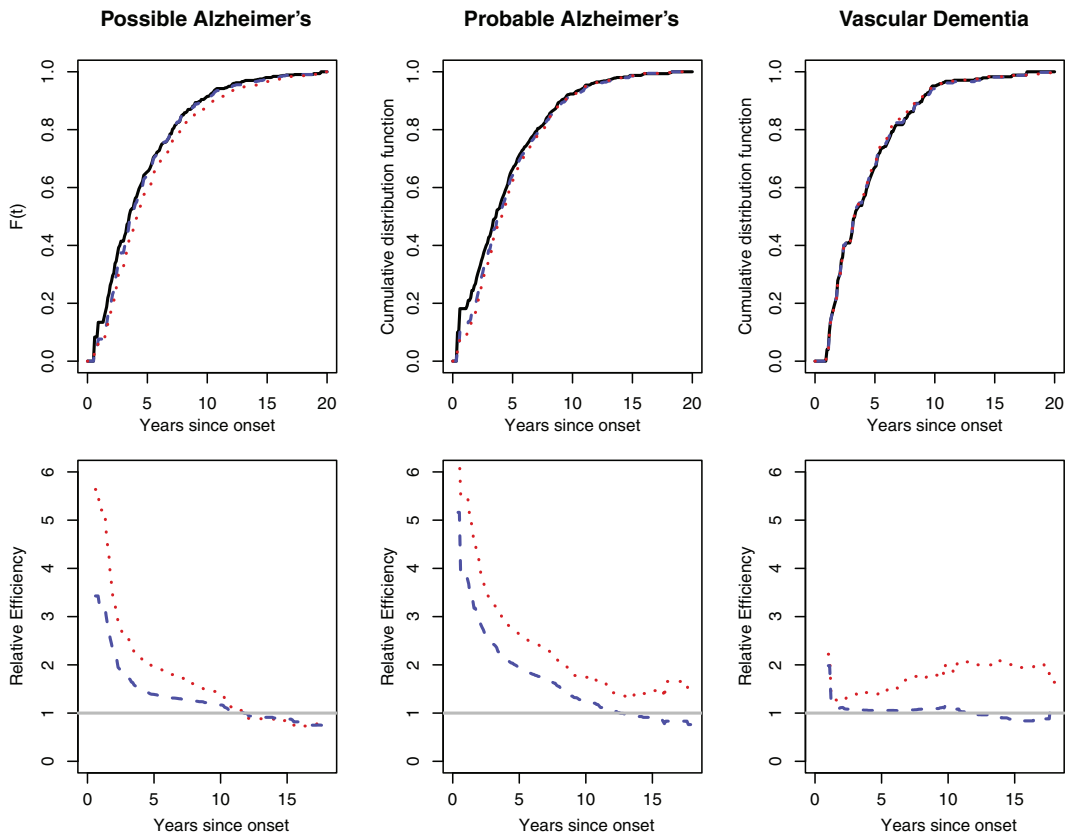 Possible Alzheimer's
Probable Alzheimer's
Vascular Dementia
F(t)
0.0 0.2 0.4 0.6 0.8 1.0
0 5 10 15 20
Years since onset
Cumulative distribution function
0.0 0.2 0.4 0.6 0.8 1.0
0 5 10 15 20
Years since onset
Cumulative distribution function
0.0 0.2 0.4 0.6 0.8 1.0
0 5 10 15 20
Years since onset
Relative Efficiency
0 1 2 3 4 5 6
0 5 10 15
Years since onset
Relative Efficiency
0 1 2 3 4 5 6
0 5 10 15
Years since onset
Relative Efficiency
0 1 2 3 4 5 6
0 5 10 15
Years since onset